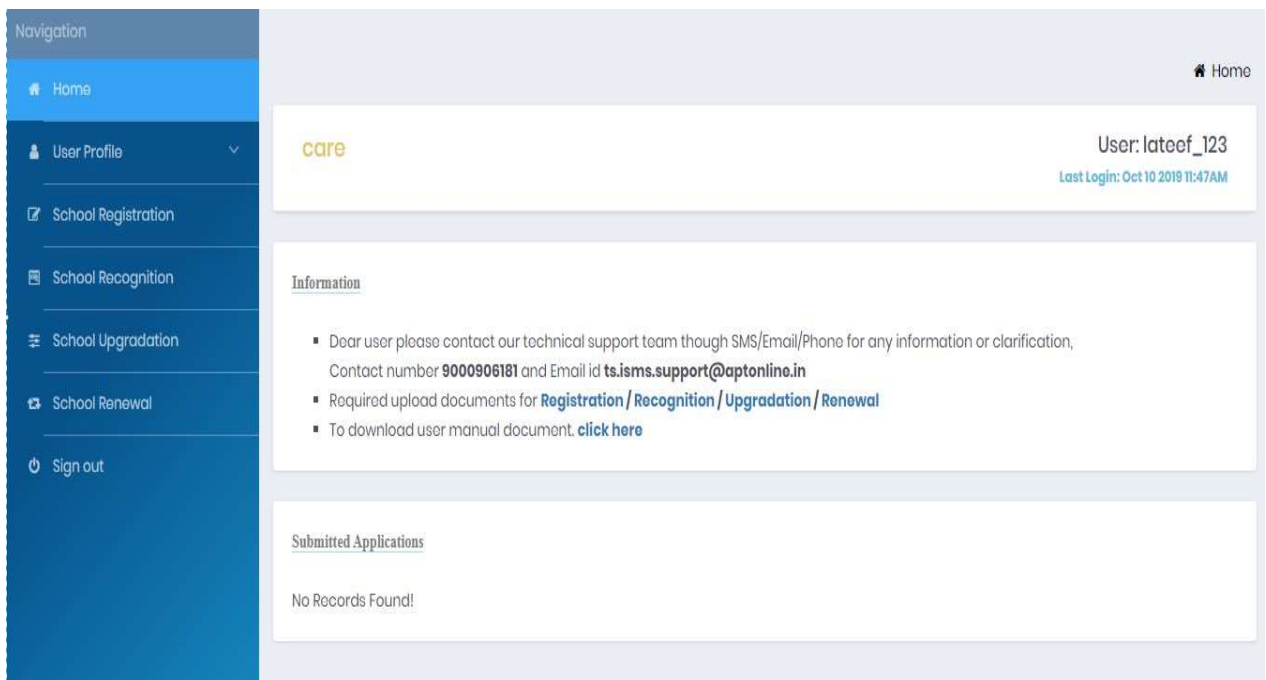 Navigation
Home
User Profile
School Registration
School Recognition
School Upgradation
School Renewal
Sign out
Home
care
User: lateef_123
Last Login: Oct 10 2019 11:47AM
Information
Dear user please contact our technical support team though SMS/Email/Phone for any information or clarification,
Contact number 9000906181 and Email id ts.isms.support@aptonline.in
Required upload documents for Registration / Recognition / Upgradation / Renewal
To download user manual document. click here
Submitted Applications
No Records Found!